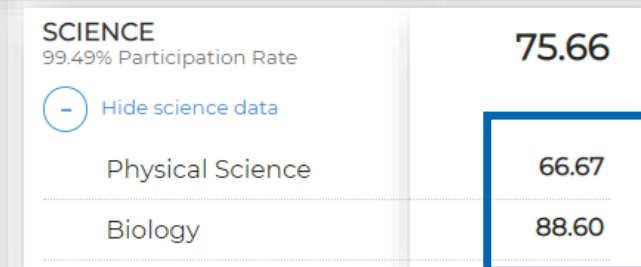 SCIENCE
75.66
99.49% Participation Rate
- Hide science data
Physical Science 66.67
Biology 88.60